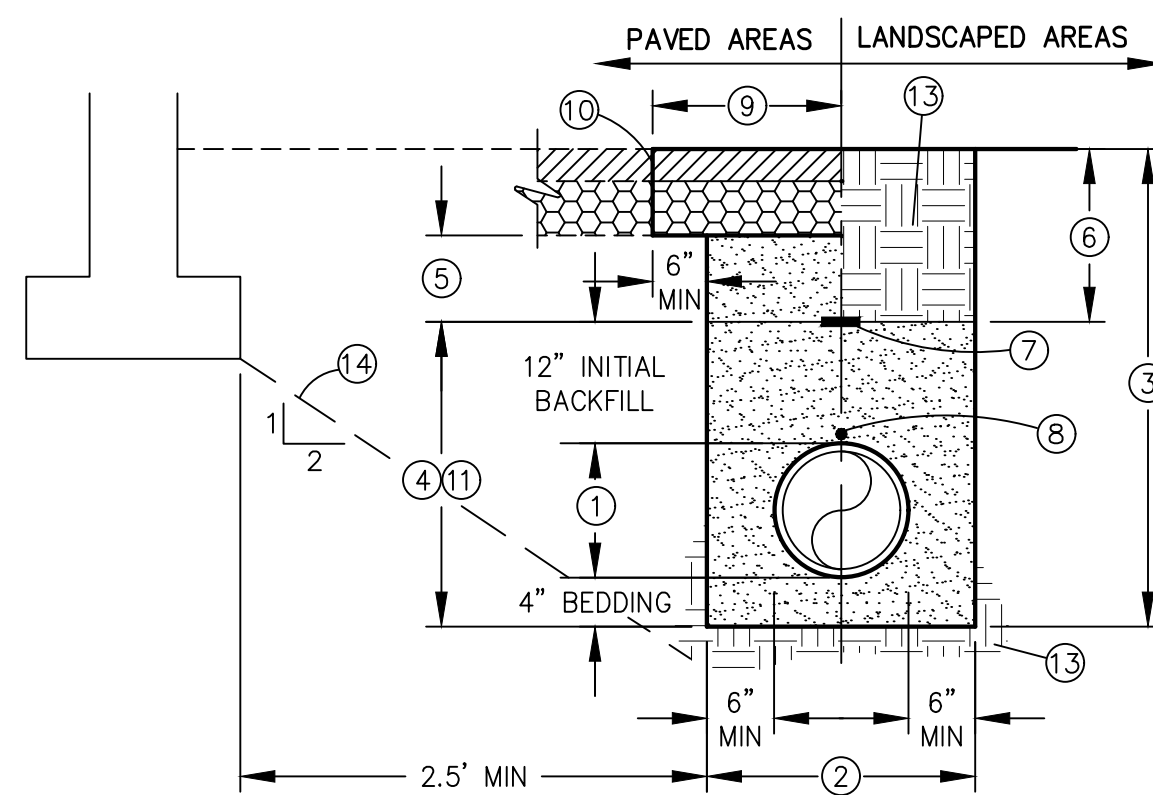 PAVED AREAS
LANDSCAPED AREAS
9
13
10
6
5
6”
MIN
7
12” INITIAL
BACKFILL
14
3
1
2
8
4 11
1
4” BEDDING
13
6”
MIN
6”
MIN
2.5’ MIN
2